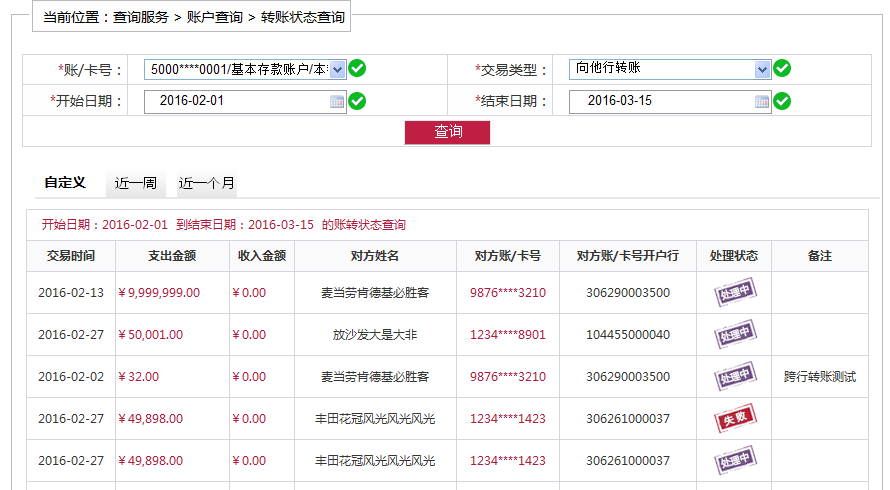 当前位置：查询服务 > 账户查询 > 转账状态查询
*账/卡号： 5000****0001/基本存款账户/本 *交易类型： 向他行转账
*开始日期： 2016-02-01 *结束日期： 2016-03-15
查询
自定义 近一周 近一个月
开始日期：2016-02-01 到结束日期：2016-03-15 的账转状态查询
交易时间 支出金额 收入金额 对方姓名 对方账/卡号 对方账/卡号开户行 处理状态 备注
2016-02-13 ¥9,999,999.00 ¥0.00 麦当劳肯德基必胜客 9876****3210 306290003500 处理中
2016-02-27 ¥50,001.00 ¥0.00 放沙发大是大非 1234****8901 104455000040 处理中
2016-02-02 ¥32.00 ¥0.00 麦当劳肯德基必胜客 9876****3210 306290003500 处理中 跨行转账测试
2016-02-27 ¥49,898.00 ¥0.00 丰田花冠风光风光风光 1234****1423 306261000037 失败
2016-02-27 ¥49,898.00 ¥0.00 丰田花冠风光风光风光 1234****1423 306261000037 处理中